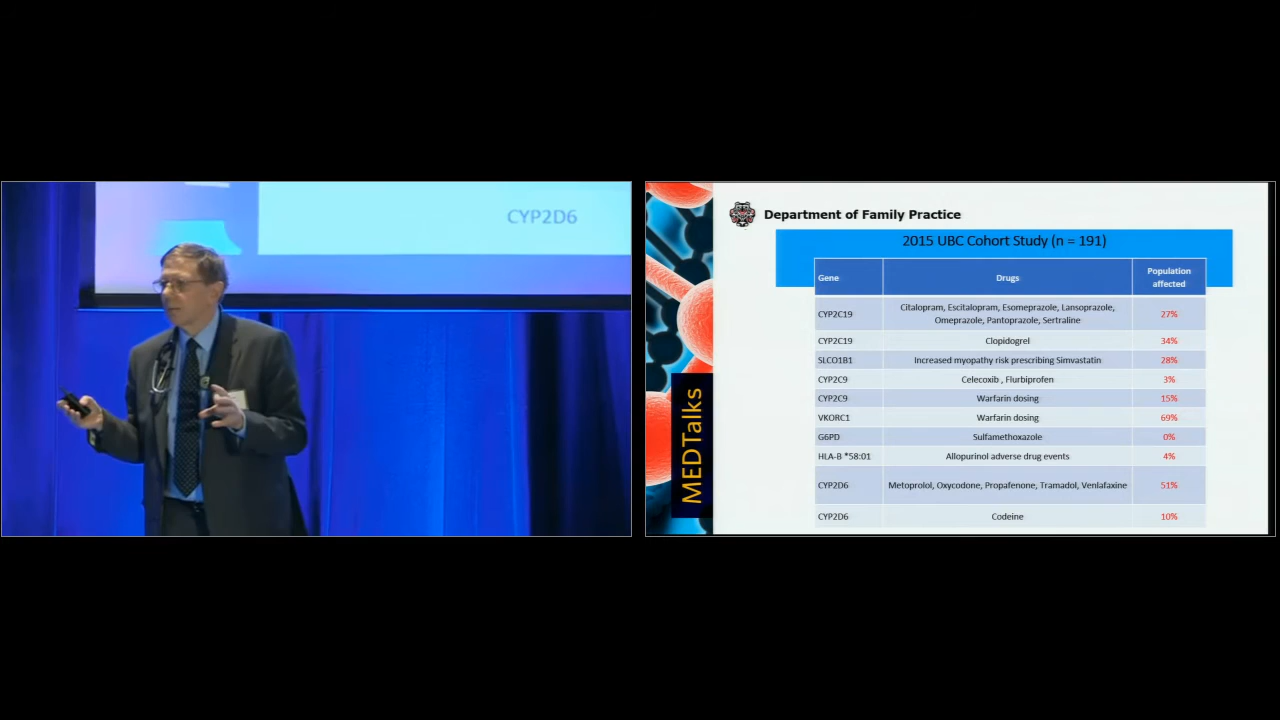 CYP2D6
Department of Family Practice
2015 UBC Cohort Study (n = 191)
Gene Drugs Population affected
CYP2C19 Citalopram, Escitalopram, Esomeprazole, Lansoprazole, Omeprazole, Pantoprazole, Sertraline 27%
CYP2C19 Clopidogrel 34%
SLCO1B1 Increased myopathy risk prescribing Simvastatin 28%
CYP2C9 Celecoxib , Flurbiprofen 3%
CYP2C9 Warfarin dosing 15%
VKORC1 Warfarin dosing 69%
G6PD Sulfamethoxazole 0%
HLA-B *58:01 Allopurinol adverse drug events 4%
CYP2D6 Metoprolol, Oxycodone, Propafenone, Tramadol, Venlafaxine 51%
CYP2D6 Codeine 10%
MEDTalks